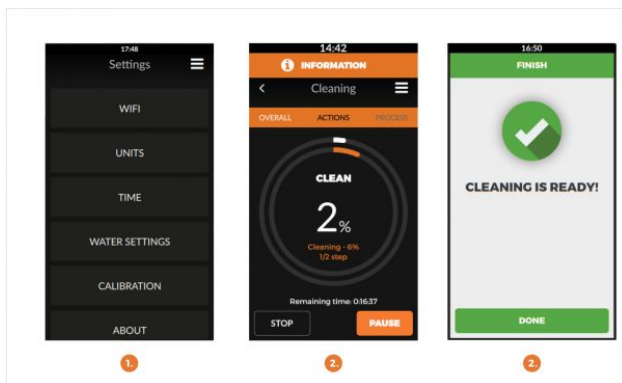 17:48
Settings
WIFI
UNITS
TIME
WATER SETTINGS
CALIBRATION
ABOUT
1.
14:42
i INFORMATION
< Cleaning
OVERALL ACTIONS PROCESS
CLEAN
2%
Cleaning - 6%
1/2 step
Remaining time: 0:16:37
STOP PAUSE
2.
16:50
FINISH
CLEANING IS READY!
DONE
2.